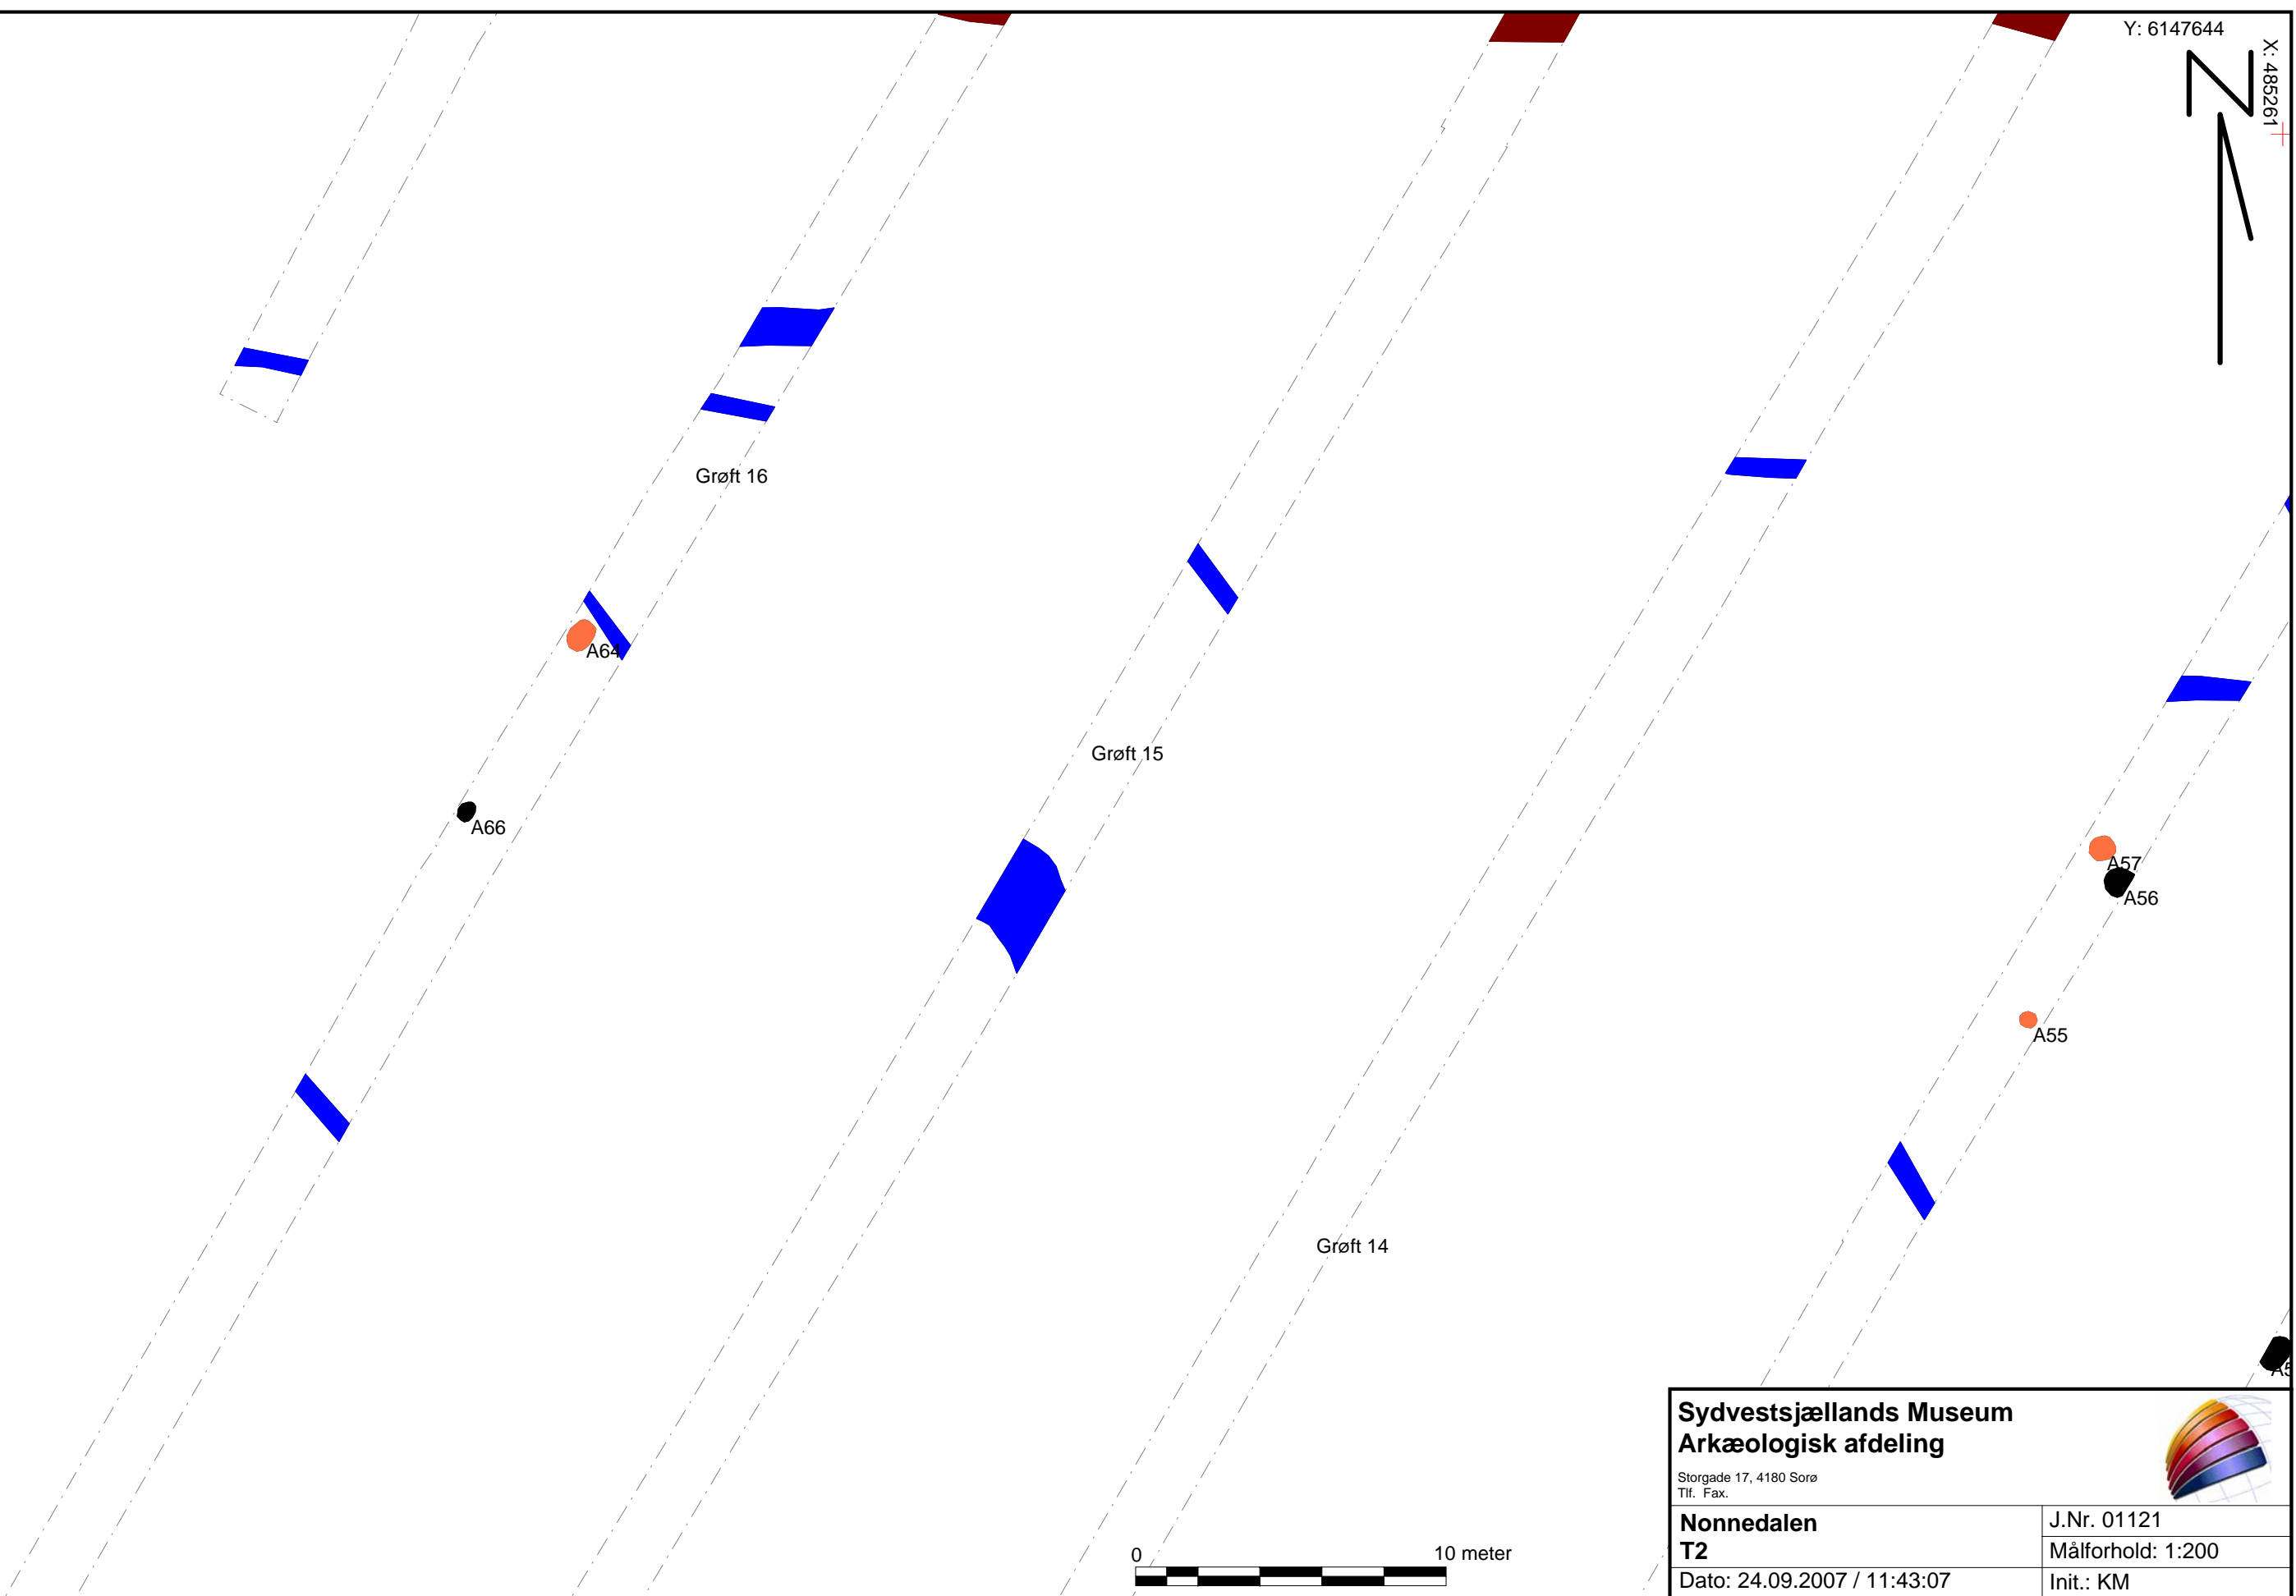 Y: 6147644
X: 485261
Grøft 16
A64
Grøft 15
A66
A57
A56
A55
Grøft 14
Sydvestsjællands Museum
Arkæologisk afdeling
Storgade 17, 4180 Sorø
Tlf. Fax.
Nonnedalen
T2
J.Nr. 01121
Målforhold: 1:200
Dato: 24.09.2007 / 11:43:07
Init.: KM
0
10 meter